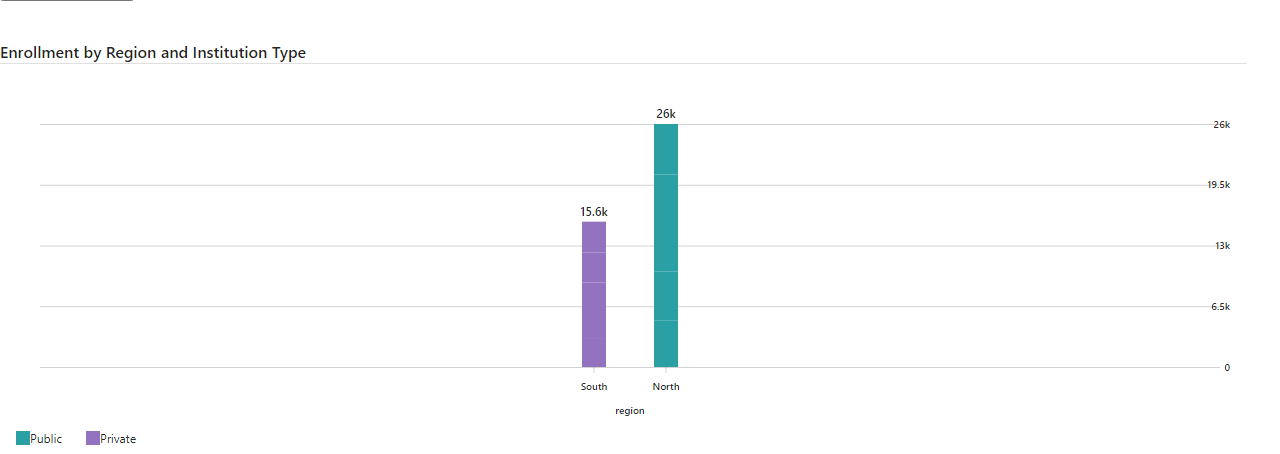 Enrollment by Region and Institution Type
26k
15.6k
26k
19.5k
13k
6.5k
0
South North
region
Public Private